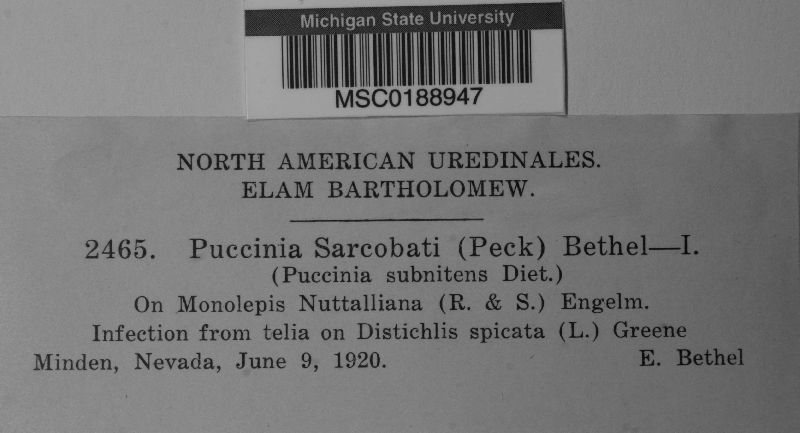 Michigan State University
MSC0188947
NORTH AMERICAN UREDINALES.
ELAM BARTHOLOMEW.
2465. Puccinia Sarcobati (Peck) Bethel—I.
(Puccinia subnitens Diet.)
On Monolepis Nuttalliana (R. & S.) Engelm.
Infection from telia on Distichlis spicata (L.) Greene
Minden, Nevada, June 9, 1920. E. Bethel